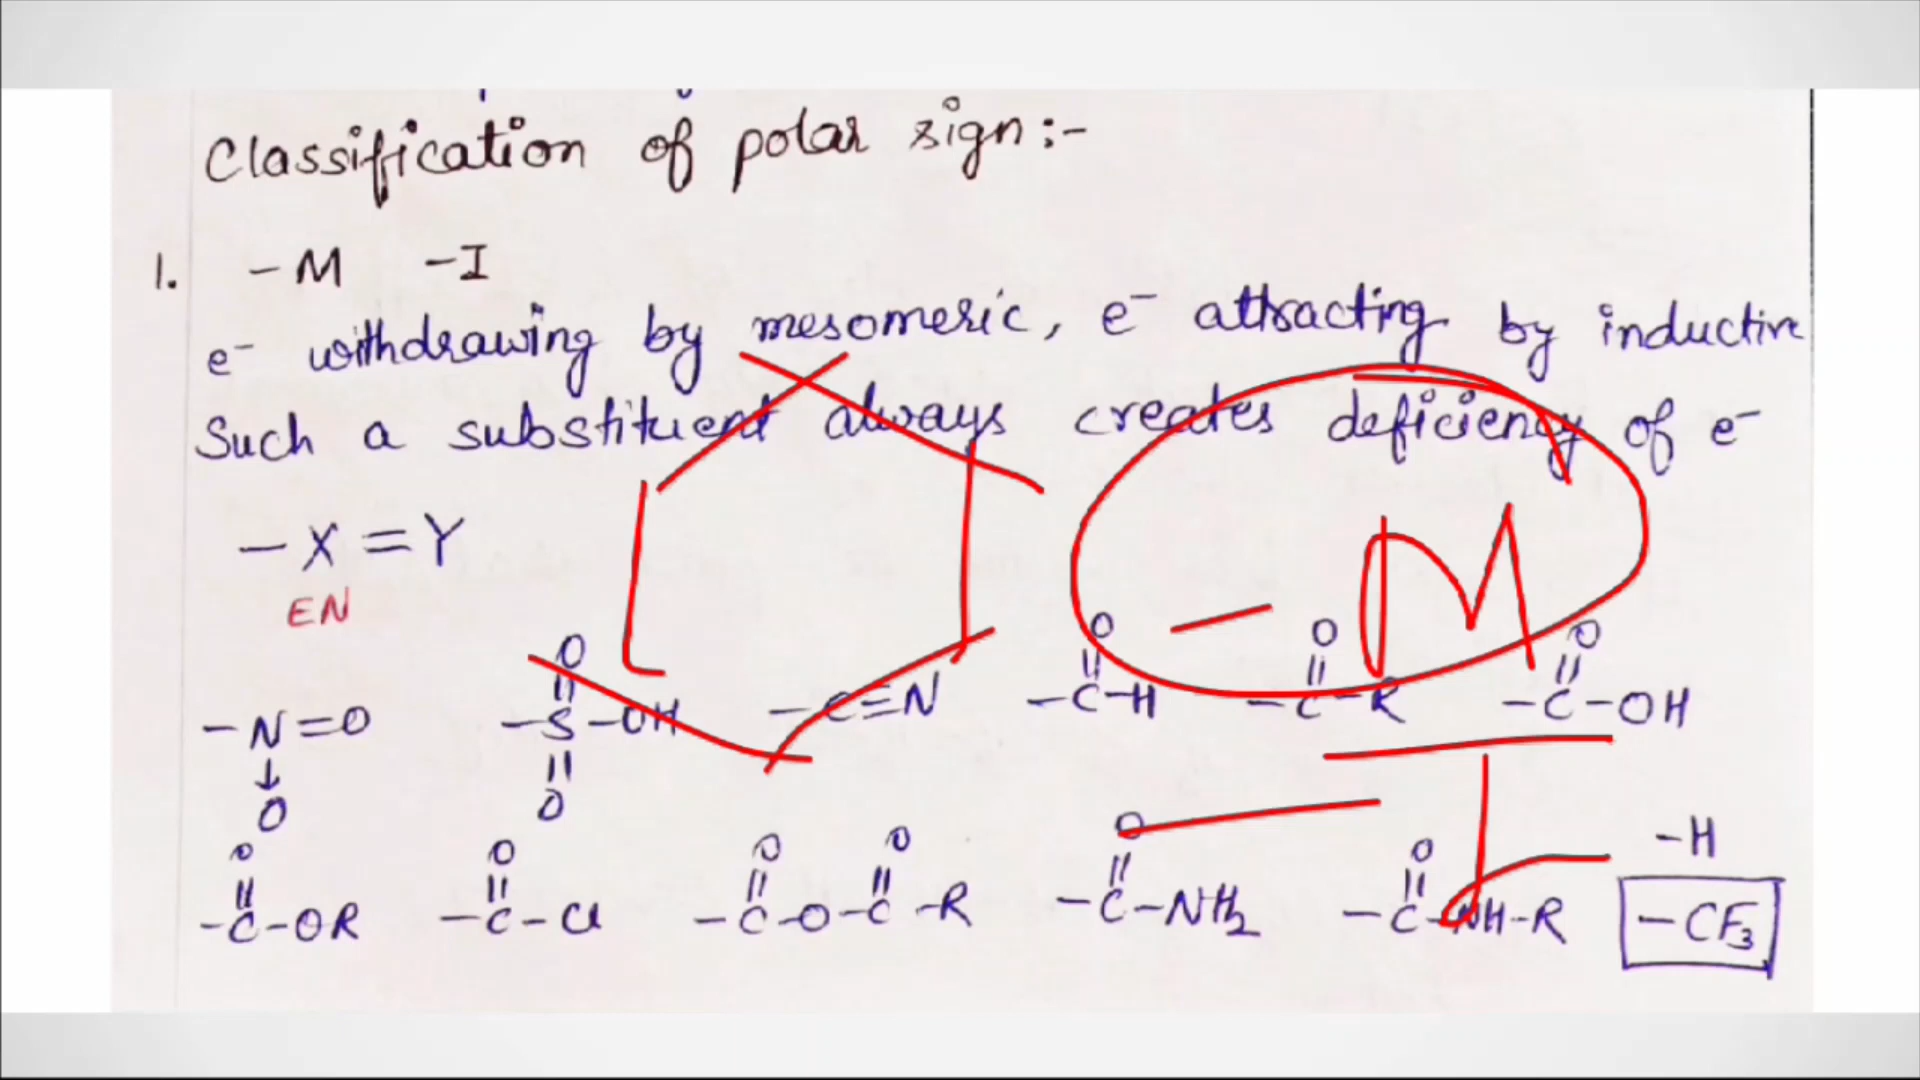 Classification of polar sign:-
1. -M -I
e⁻ withdrawing by mesomeric, e⁻ attracting by inductive
Such a substituent always creates deficiency of e⁻
-X=Y
EN
O O O O
|| || || ||
-N=O -S-OH -C≡N -C-H -C-R -C-OH
↓ ||
O O
O O O O O O -H
|| || || || || ||
-C-OR -C-Cl -C-O-C-R -C-NH₂ -C-NH-R -CF₃
- M
- I